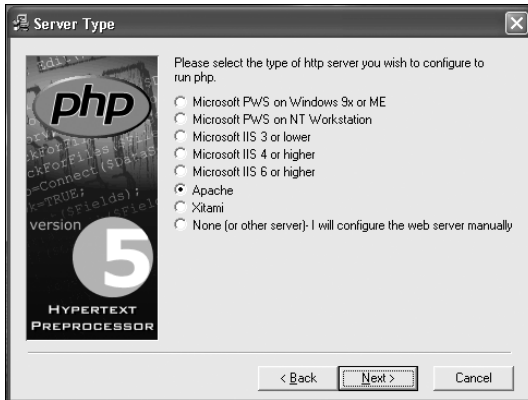 Server Type
Please select the type of http server you wish to configure to
run php.
Microsoft PWS on Windows 9x or ME
Microsoft PWS on NT Workstation
Microsoft IIS 3 or lower
Microsoft IIS 4 or higher
Microsoft IIS 6 or higher
Apache
Xitami
None (or other server)- I will configure the web server manually
php
version
5
HYPERTEXT
PREPROCESSOR
< Back
Next >
Cancel